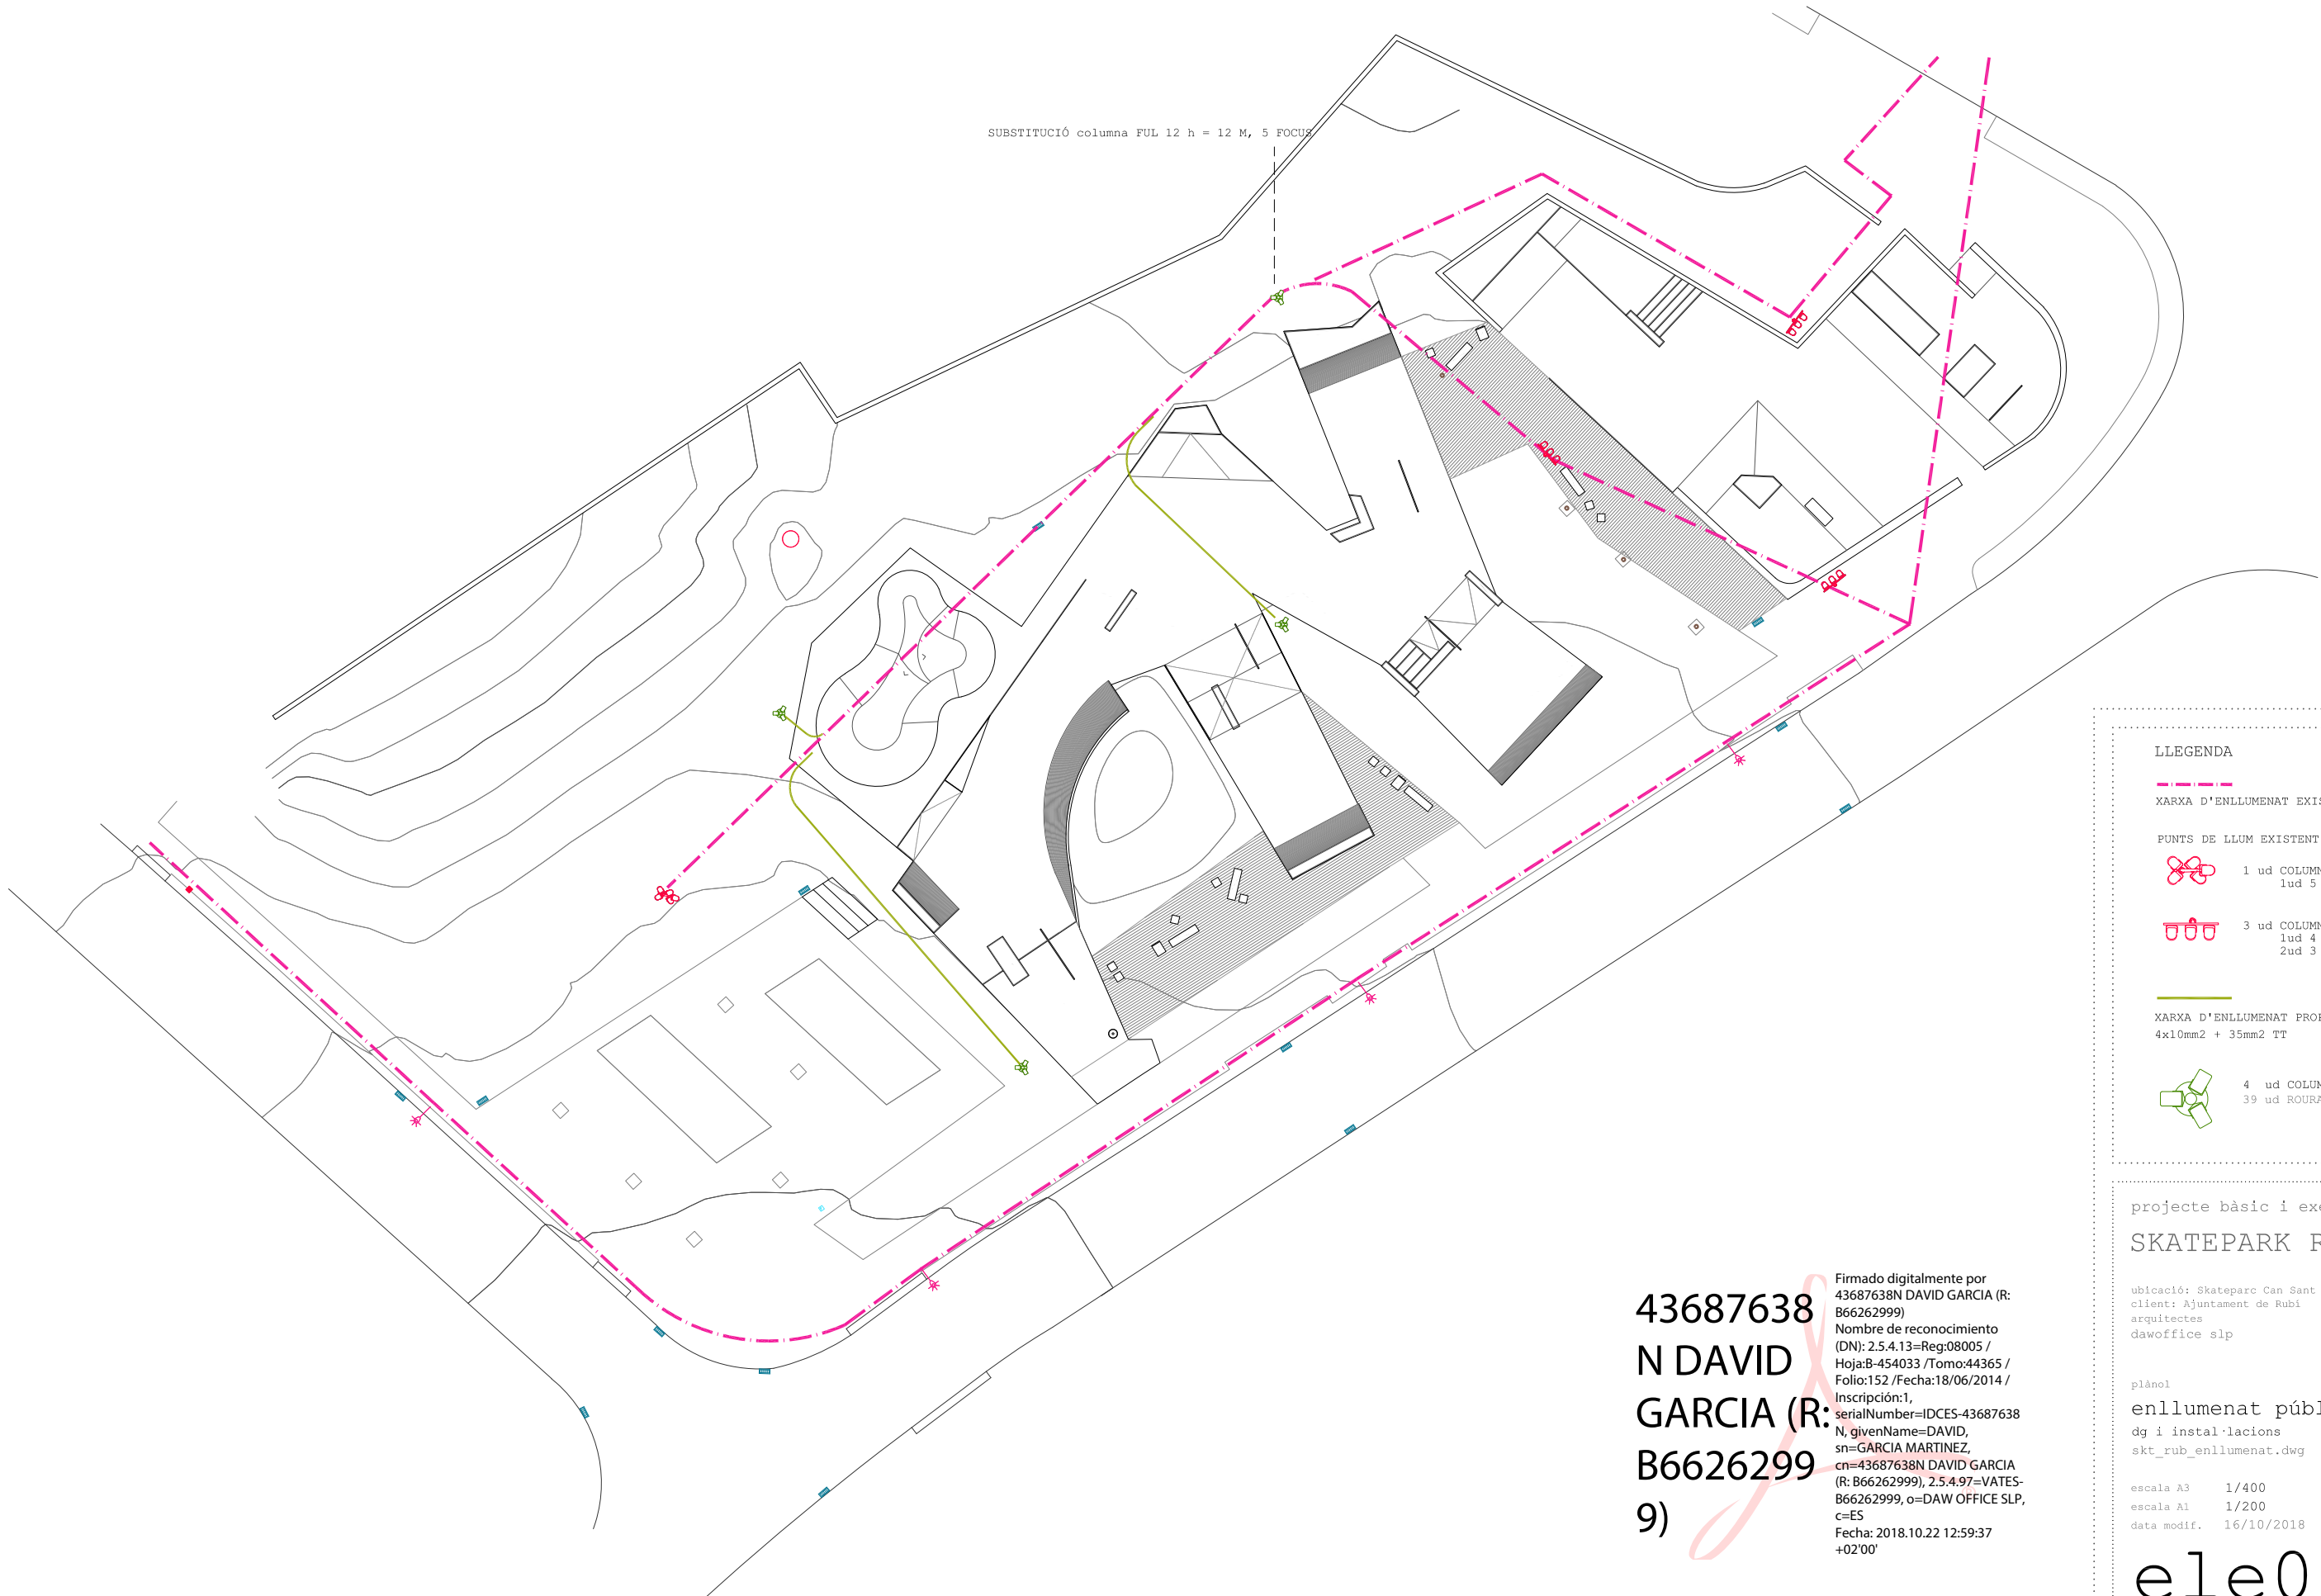 SUBSTITUCIÓ columna FUL 12 h = 12 M, 5 FOCUS
LLEGENDA
XARXA D'ENLLUMENAT EXIS
PUNTS DE LLUM EXISTENT
1 ud COLUMN
1ud 5
3 ud COLUMN
1ud 4
2ud 3
XARXA D'ENLLUMENAT PROP
4x10mm2 + 35mm2 TT
4 ud COLUM
39 ud ROURA
projecte bàsic i exe
SKATEPARK R
ubicació: Skateparc Can Sant
client: Ajuntament de Rubí
arquitectes
dawoffice slp
plànol
enllumenat públ
dg i instal·lacions
skt_rub_enllumenat.dwg
escala A3 1/400
escala A1 1/200
data modif. 16/10/2018
ele0
43687638
N DAVID
GARCIA (R:
B6626299
9)
Firmado digitalmente por
43687638N DAVID GARCIA (R:
B66262999)
Nombre de reconocimiento
(DN): 2.5.4.13=Reg:08005 /
Hoja:B-454033 /Tomo:44365 /
Folio:152 /Fecha:18/06/2014 /
Inscripción:1,
serialNumber=IDCES-43687638
N, givenName=DAVID,
sn=GARCIA MARTINEZ,
cn=43687638N DAVID GARCIA
(R: B66262999), 2.5.4.97=VATES-
B66262999, o=DAW OFFICE SLP,
c=ES
Fecha: 2018.10.22 12:59:37
+02'00'